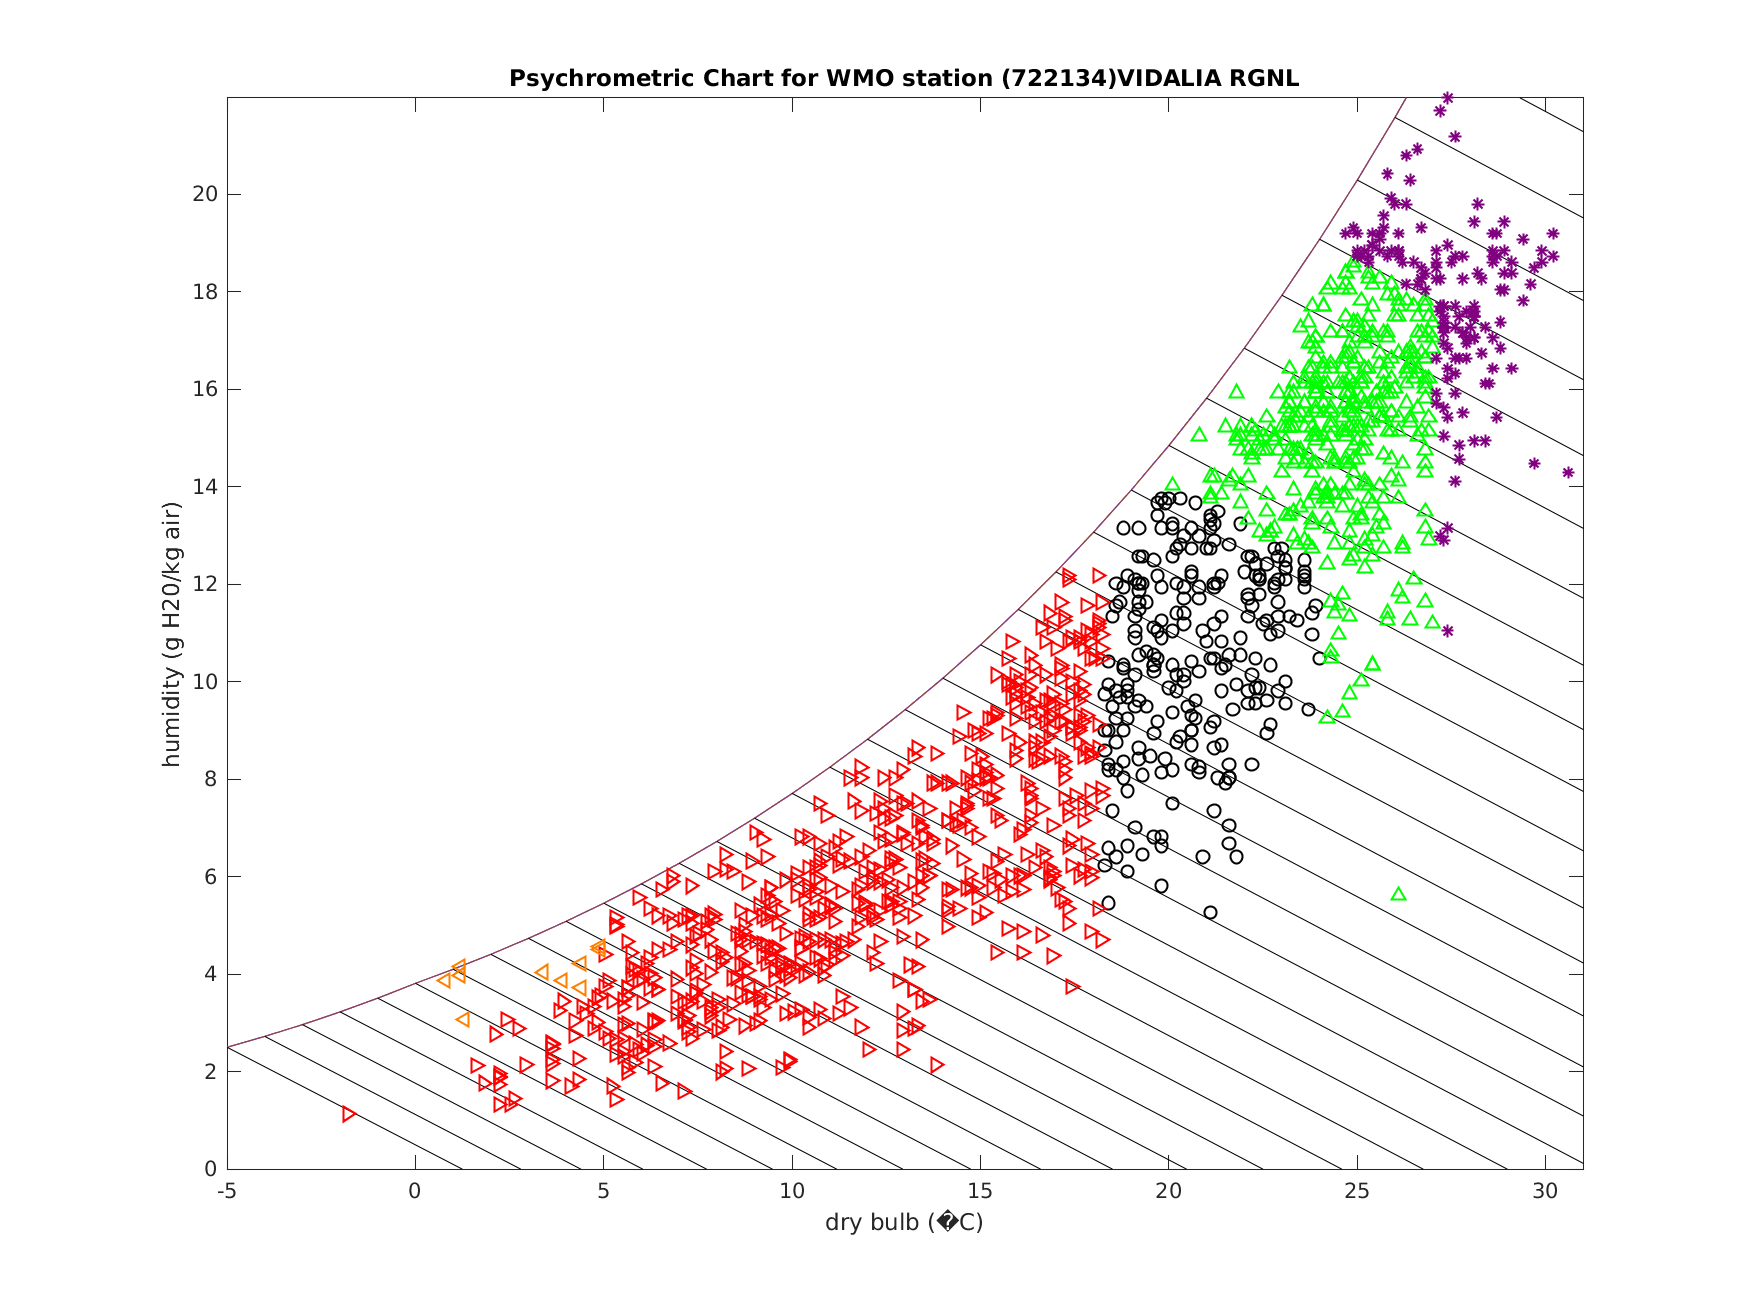 Psychrometric Chart for WMO station (722134)VIDALIA RGNL
humidity (g H20/kg air)
20
18
16
14
12
10
8
6
4
2
0
-5 0 5 10 15 20 25 30
dry bulb (�C)